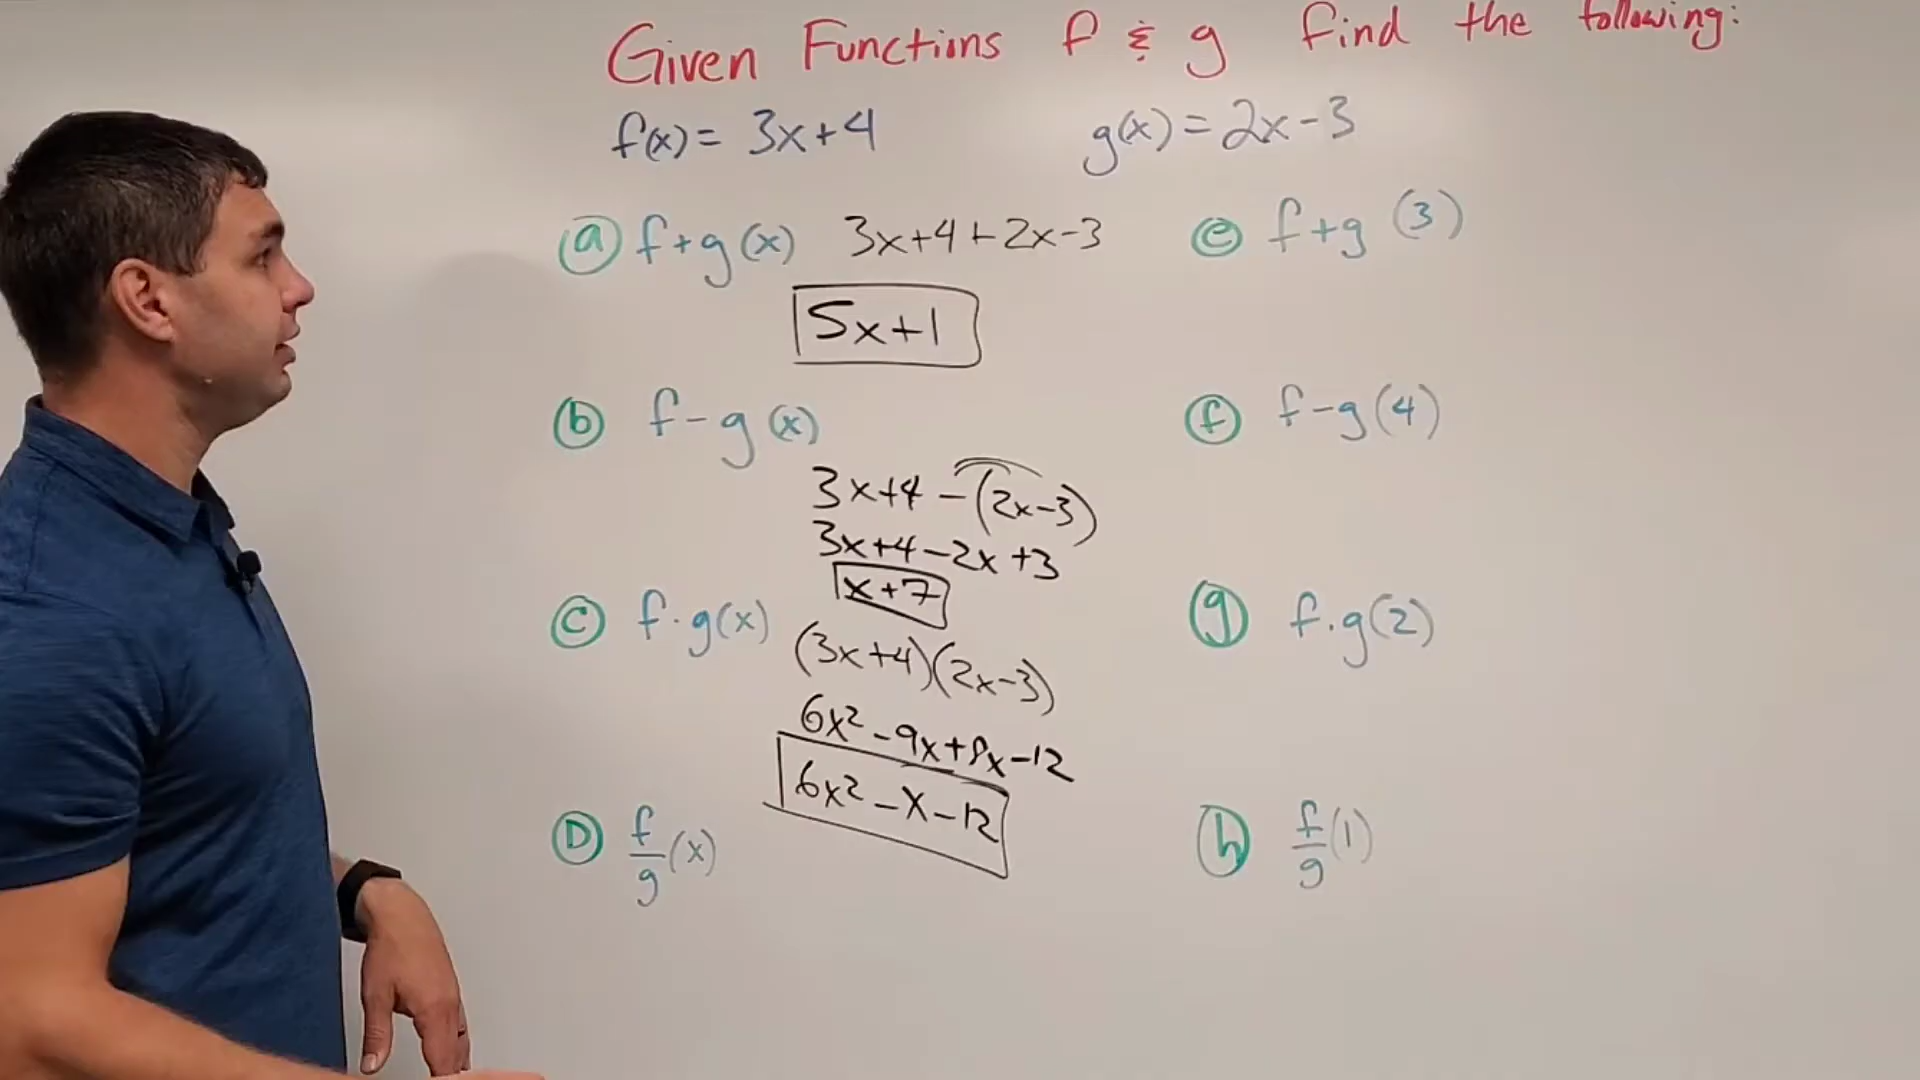 Given Functions f & g find the following:
f(x) = 3x+4
g(x) = 2x-3
(a) f+g(x) 3x+4+2x-3
5x+1
(b) f-g(x)
3x+4-(2x-3)
3x+4-2x+3
x+7
(c) f·g(x) (3x+4)(2x-3)
6x²-9x+8x-12
6x²-x-12
(D) f/g(x)
(e) f+g(3)
(f) f-g(4)
(g) f·g(2)
(h) f/g(1)